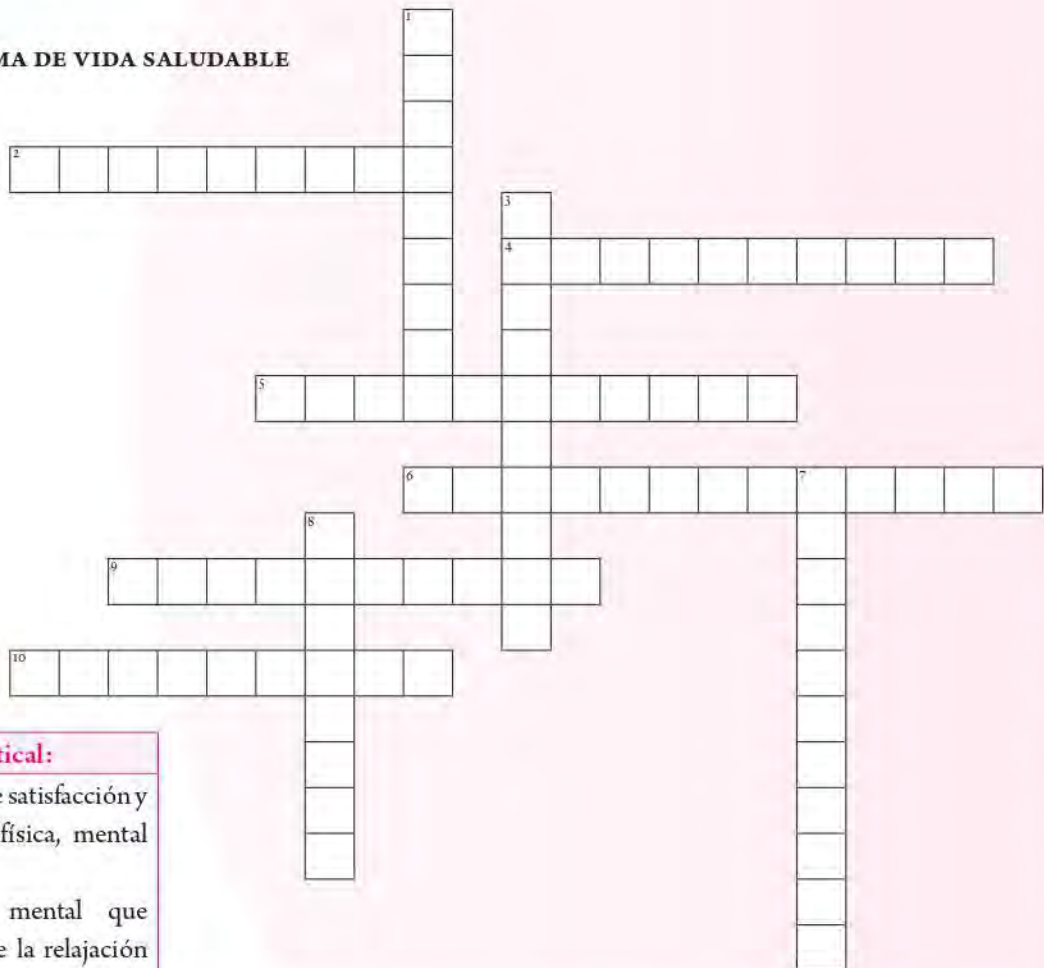 1
MA DE VIDA SALUDABLE
2
3
4
5
6
7
8
9
10
tical:
e satisfacción y
física, mental
mental que
e la relajación